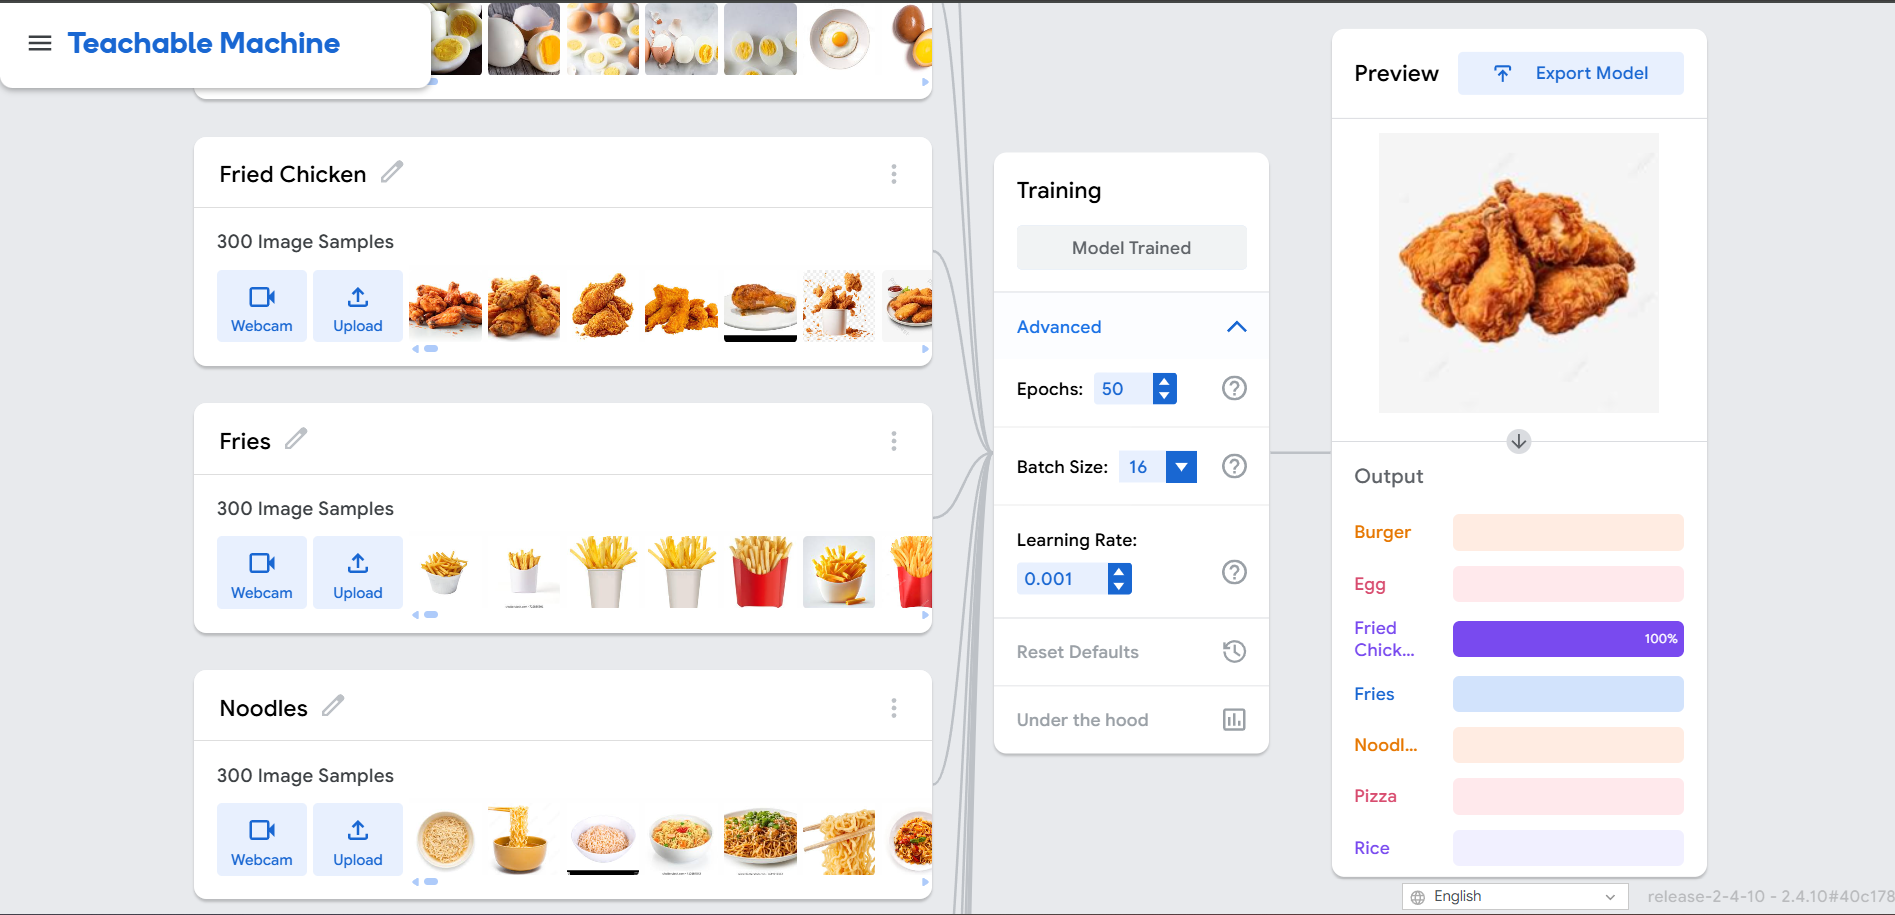 Teachable Machine
Fried Chicken
300 Image Samples
Webcam
Upload
Fries
300 Image Samples
Webcam
Upload
Noodles
300 Image Samples
Webcam
Upload
Training
Model Trained
Advanced
Epochs: 50
Batch Size: 16
Learning Rate:
0.001
Reset Defaults
Under the hood
Preview
Export Model
Output
Burger
Egg
Fried
Chick...
100%
Fries
Noodl...
Pizza
Rice
English
release-2-4-10 - 2.4.10#40c178